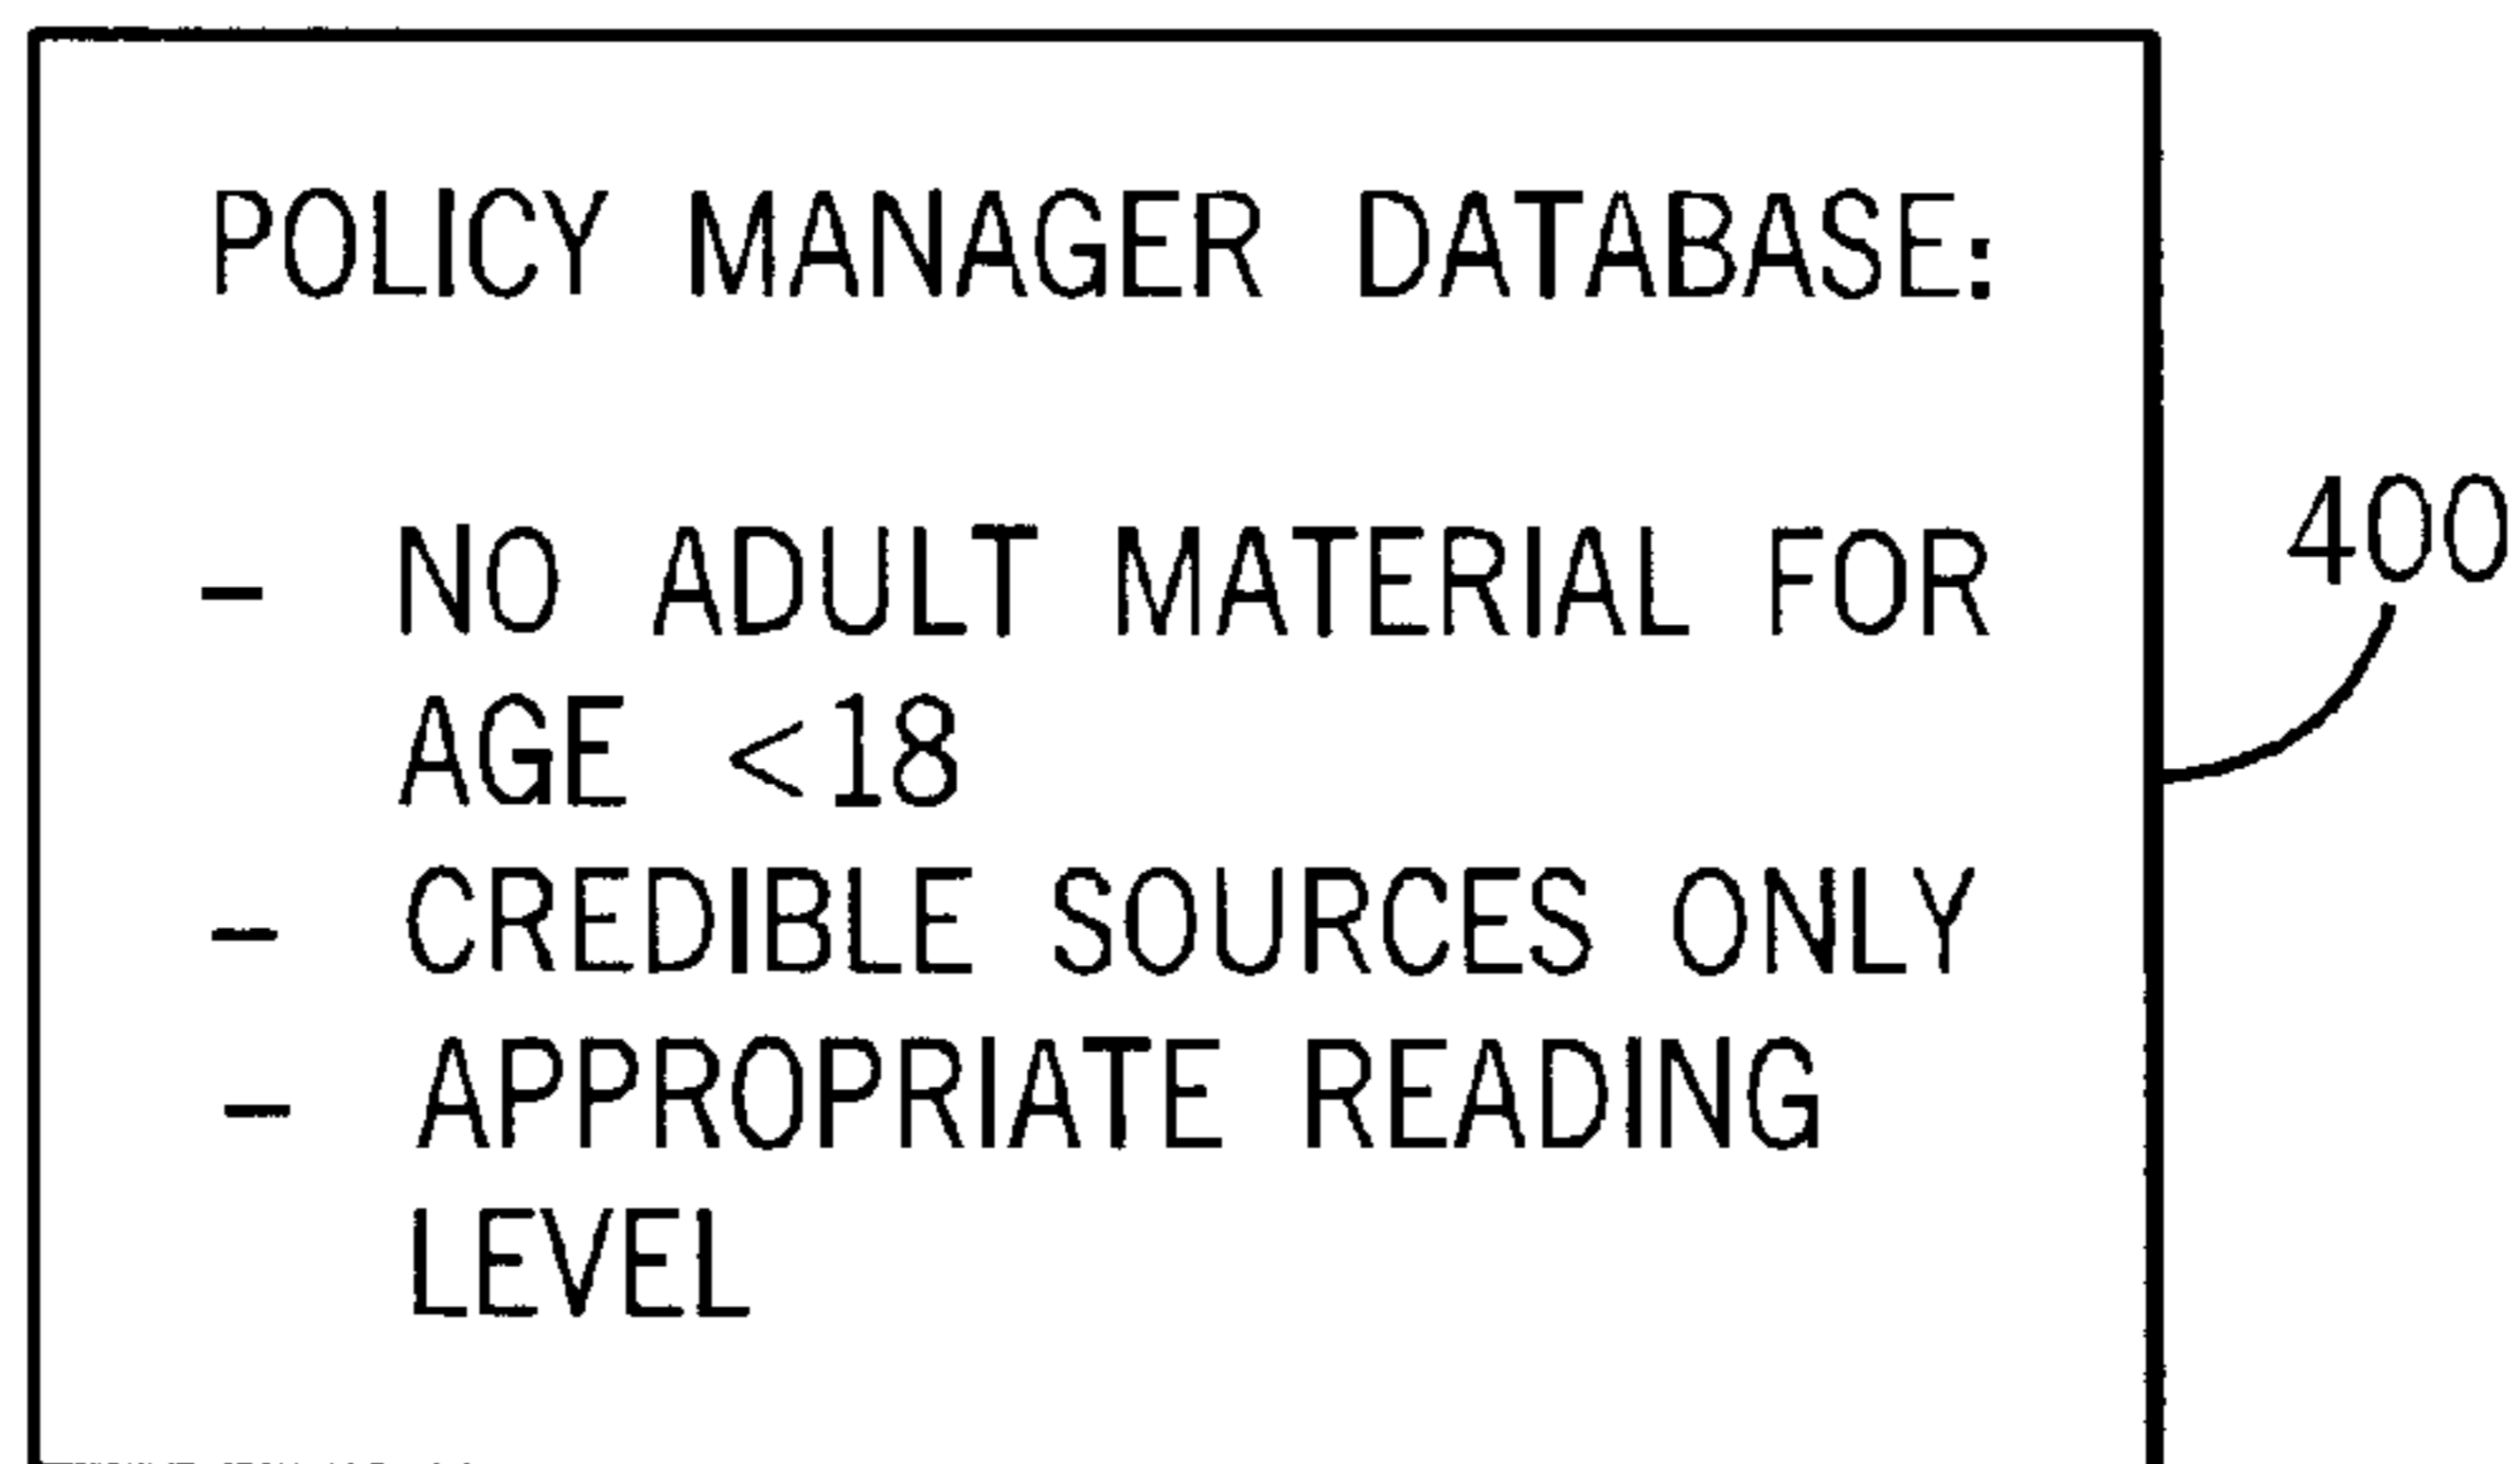 POLICY MANAGER DATABASE:
- NO ADULT MATERIAL FOR
AGE <18
- CREDIBLE SOURCES ONLY
- APPROPRIATE READING
LEVEL
400